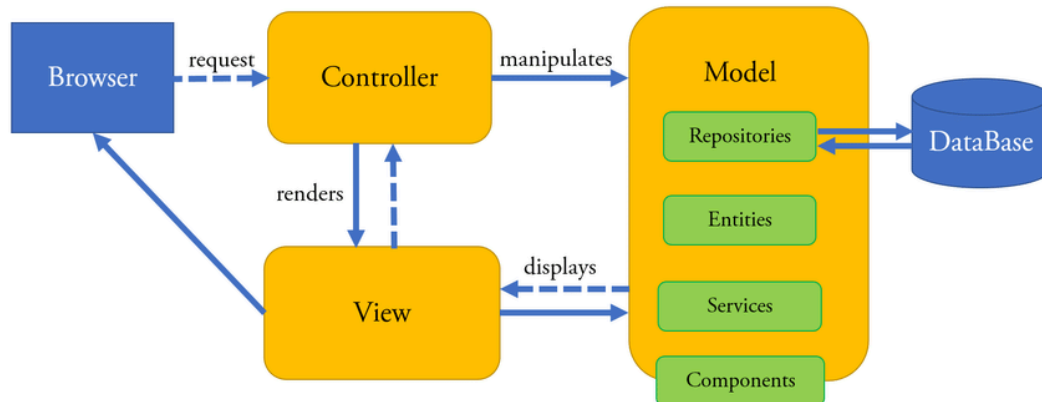 Browser
request
Controller
manipulates
Model
Repositories
DataBase
renders
Entities
displays
View
Services
Components